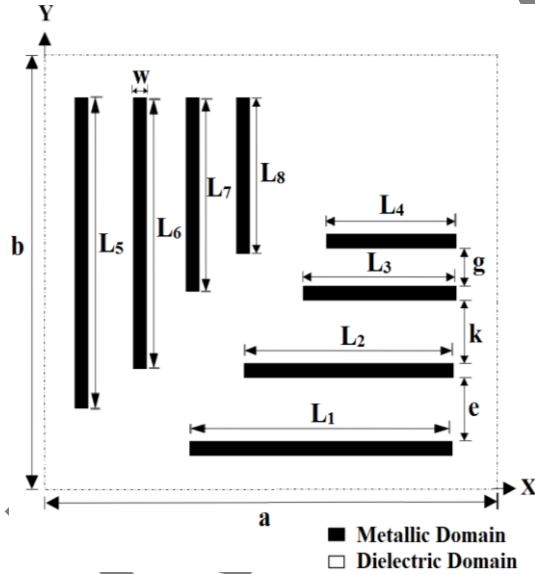 Y
w
L8
L7
L4
L6
L5
b
g
L3
k
L2
e
L1
X
a
Metallic Domain
Dielectric Domain